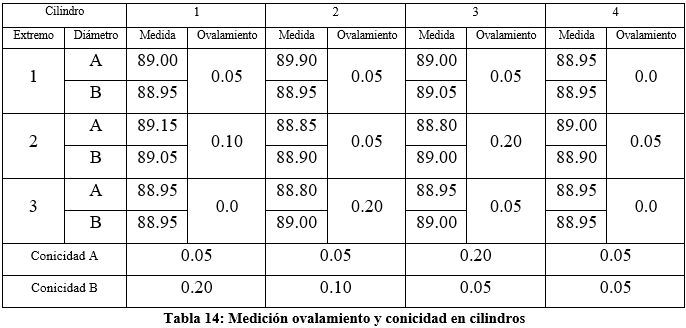 Cilindro 1 2 3 4
Extremo Diámetro Medida Ovalamiento Medida Ovalamiento Medida Ovalamiento Medida Ovalamiento
1 A 89.00 0.05 89.90 0.05 89.00 0.05 88.95 0.0
B 88.95 88.95 89.05 88.95
2 A 89.15 0.10 88.85 0.05 88.80 0.20 89.00 0.05
B 89.05 88.90 89.00 88.90
3 A 88.95 0.0 88.80 0.20 88.95 0.05 88.95 0.0
B 88.95 89.00 89.00 88.95
Conicidad A 0.05 0.05 0.20 0.05
Conicidad B 0.20 0.10 0.05 0.05
Tabla 14: Medición ovalamiento y conicidad en cilindros